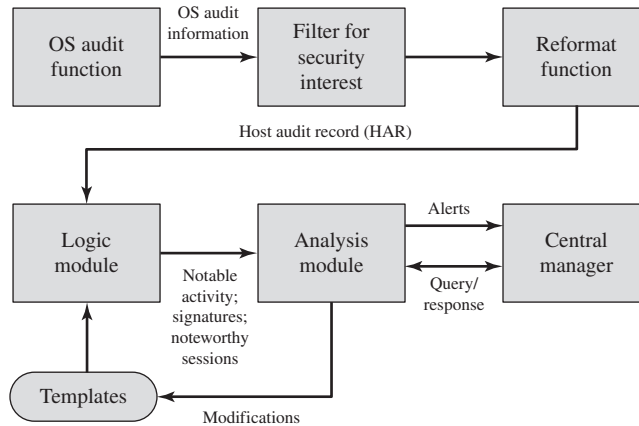 OS audit
function
OS audit
information
Filter for
security
interest
Reformat
function
Host audit record (HAR)
Logic
module
Notable
activity;
signatures;
noteworthy
sessions
Analysis
module
Alerts
Query/
response
Central
manager
Templates
Modifications